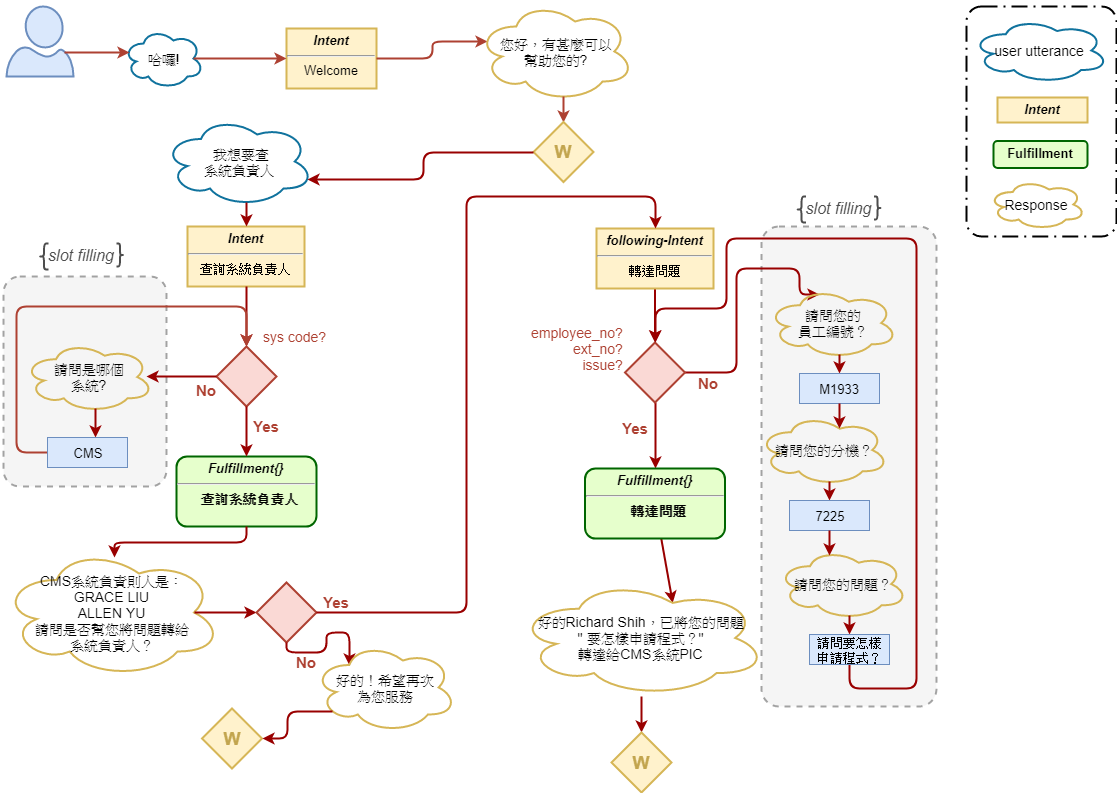 哈囉!
Intent
Welcome
您好，有甚麼可以
幫助您的?
W
user utterance
Intent
Fulfillment
Response
我想要查
系統負責人
Intent
查詢系統負責人
{slot filling}
sys code?
請問是哪個
系統?
CMS
No
Yes
Fulfillment{}
查詢系統負責人
CMS系統負責則人是：
GRACE LIU
ALLEN YU
請問是否幫您將問題轉給
系統負責人？
Yes
No
好的！希望再次
為您服務
W
following-Intent
轉達問題
employee_no?
ext_no?
issue?
No
Yes
Fulfillment{}
轉達問題
好的Richard Shih，已將您的問題
" 要怎樣申請程式？"
轉達給CMS系統PIC
W
{slot filling}
請問您的
員工編號？
M1933
請問您的分機？
7225
請問您的問題？
請問要怎樣
申請程式？